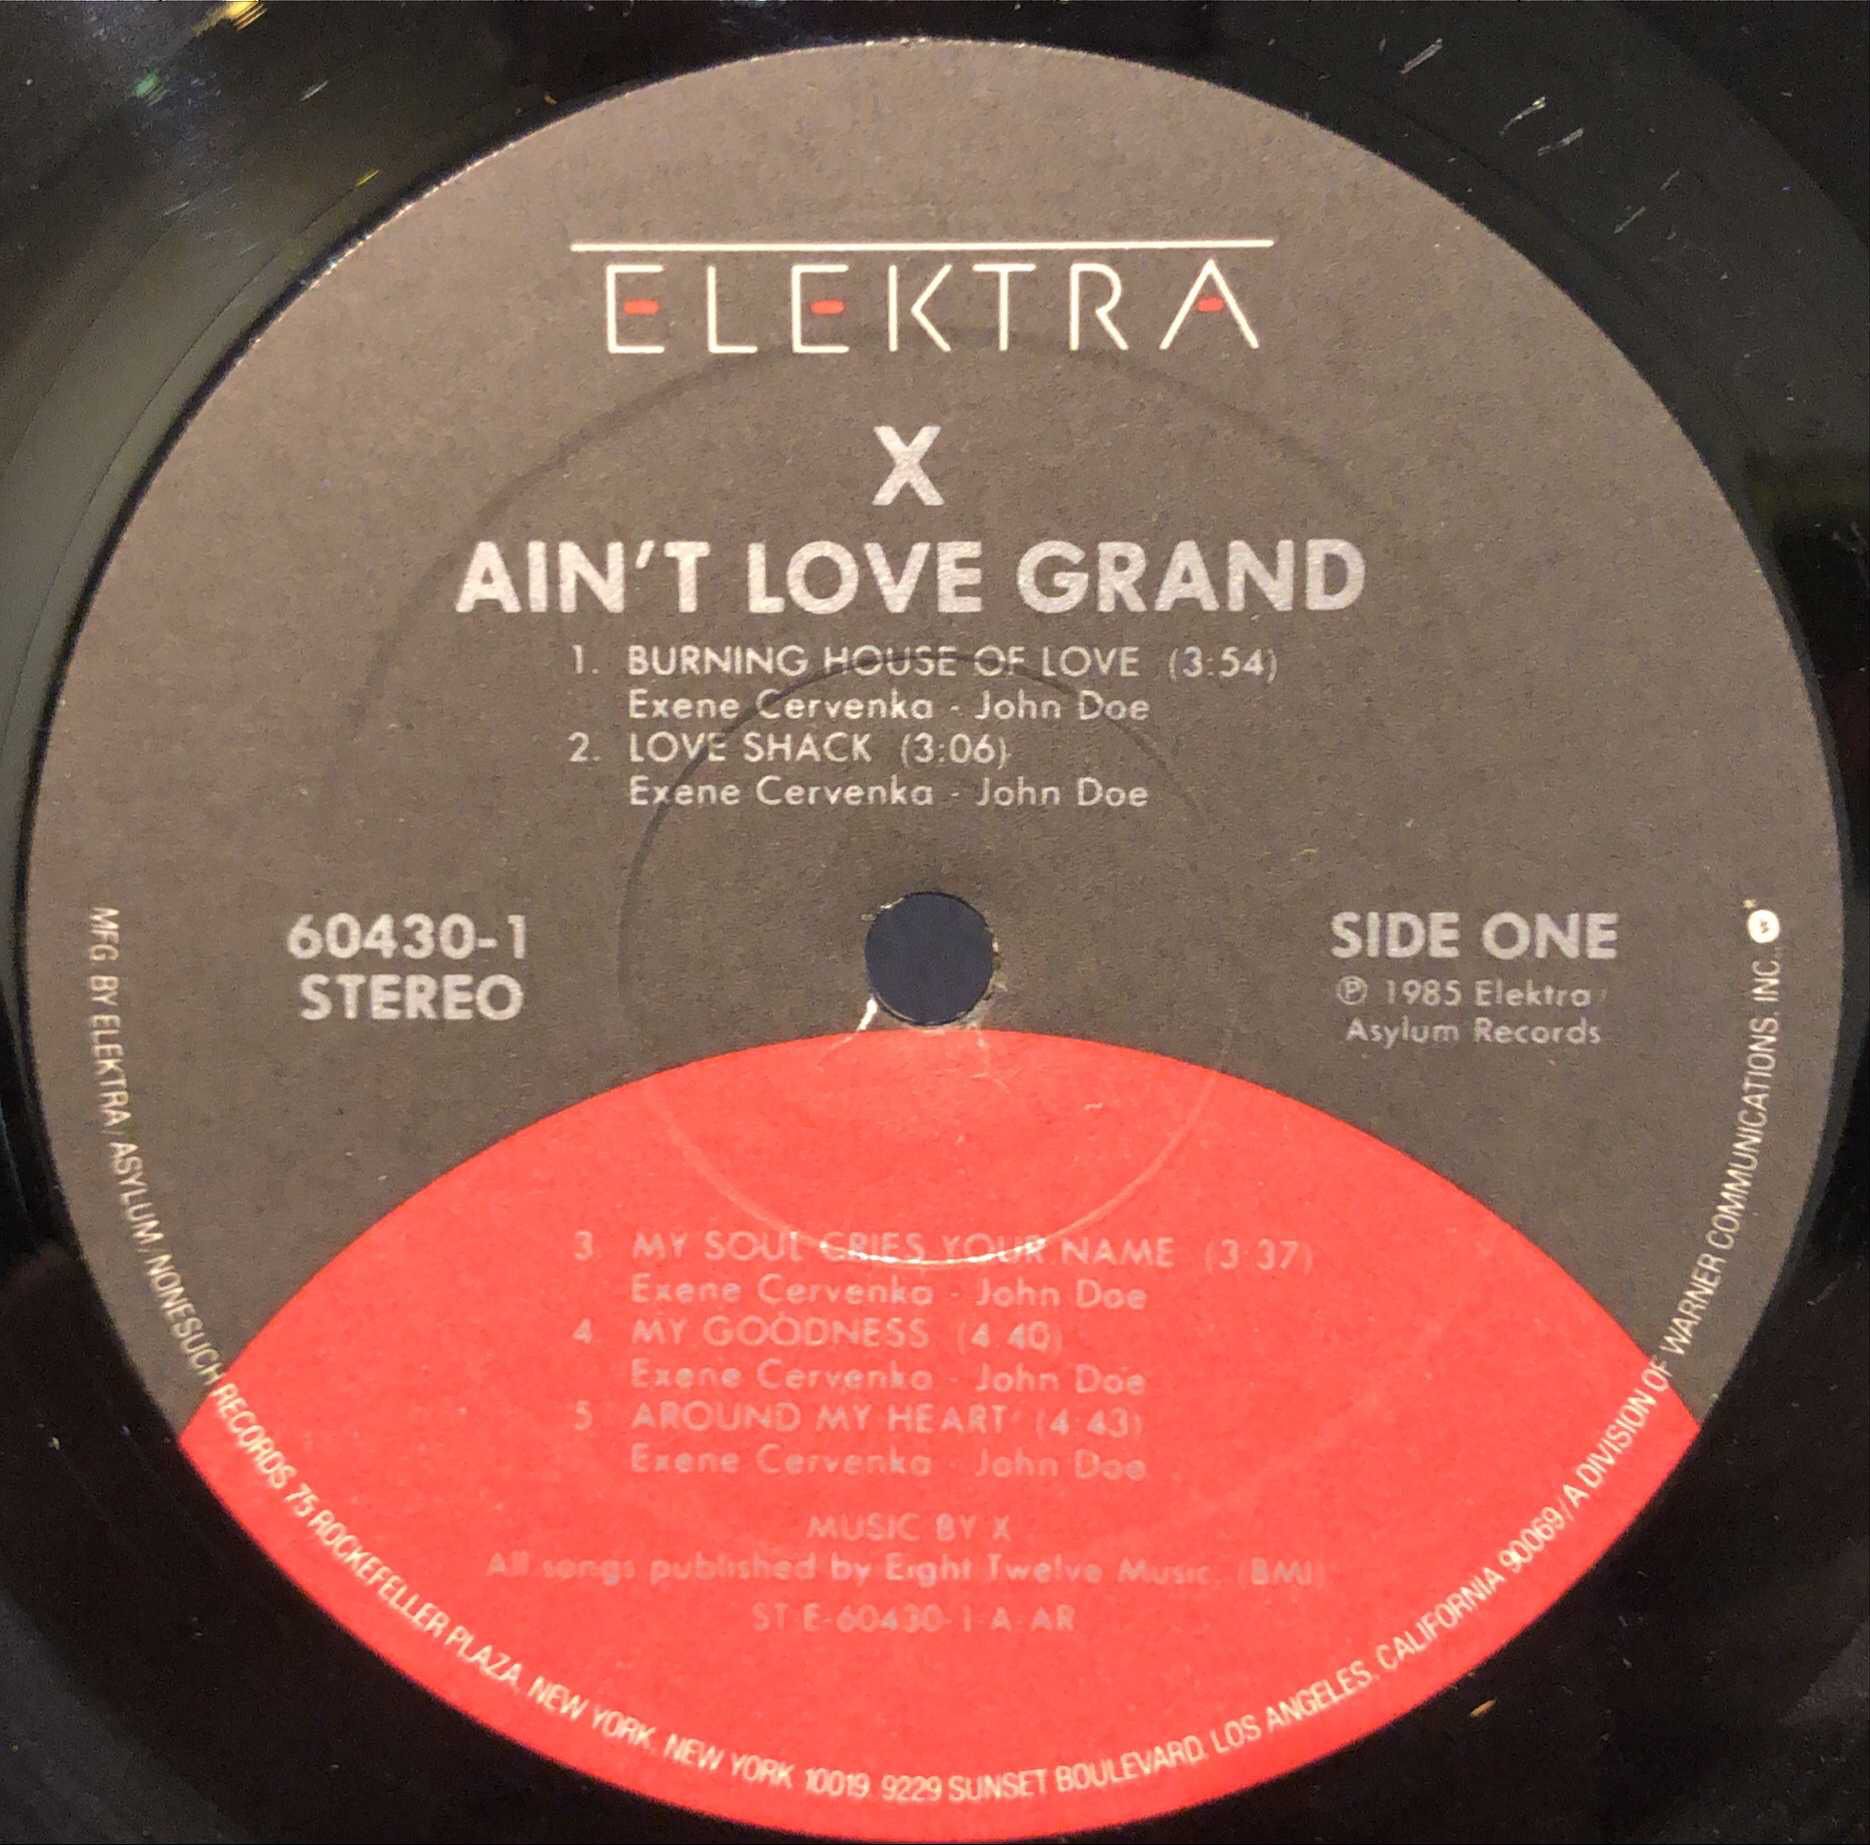 ELEKTRA
X
AIN'T LOVE GRAND
1. BURNING HOUSE OF LOVE (3:54)
Exene Cervenka - John Doe
2. LOVE SHACK (3:06)
Exene Cervenka - John Doe
60430-1
STEREO
SIDE ONE
℗ 1985 Elektra/
Asylum Records
3 MY SOUL CRIES YOUR NAME (3:37)
Exene Cervenka - John Doe
4 MY GOODNESS (4:40)
Exene Cervenka - John Doe
5 AROUND MY HEART (4:43)
Exene Cervenka - John Doe
MUSIC BY X
All songs published by Eight Twelve Music. (BMI)
ST-E-60430-1-A-AR
MFG BY ELEKTRA/ASYLUM/NONESUCH RECORDS, 75 ROCKEFELLER PLAZA, NEW YORK, NEW YORK 10019. 9229 SUNSET BOULEVARD, LOS ANGELES, CALIFORNIA 90069/A DIVISION OF WARNER COMMUNICATIONS, INC.